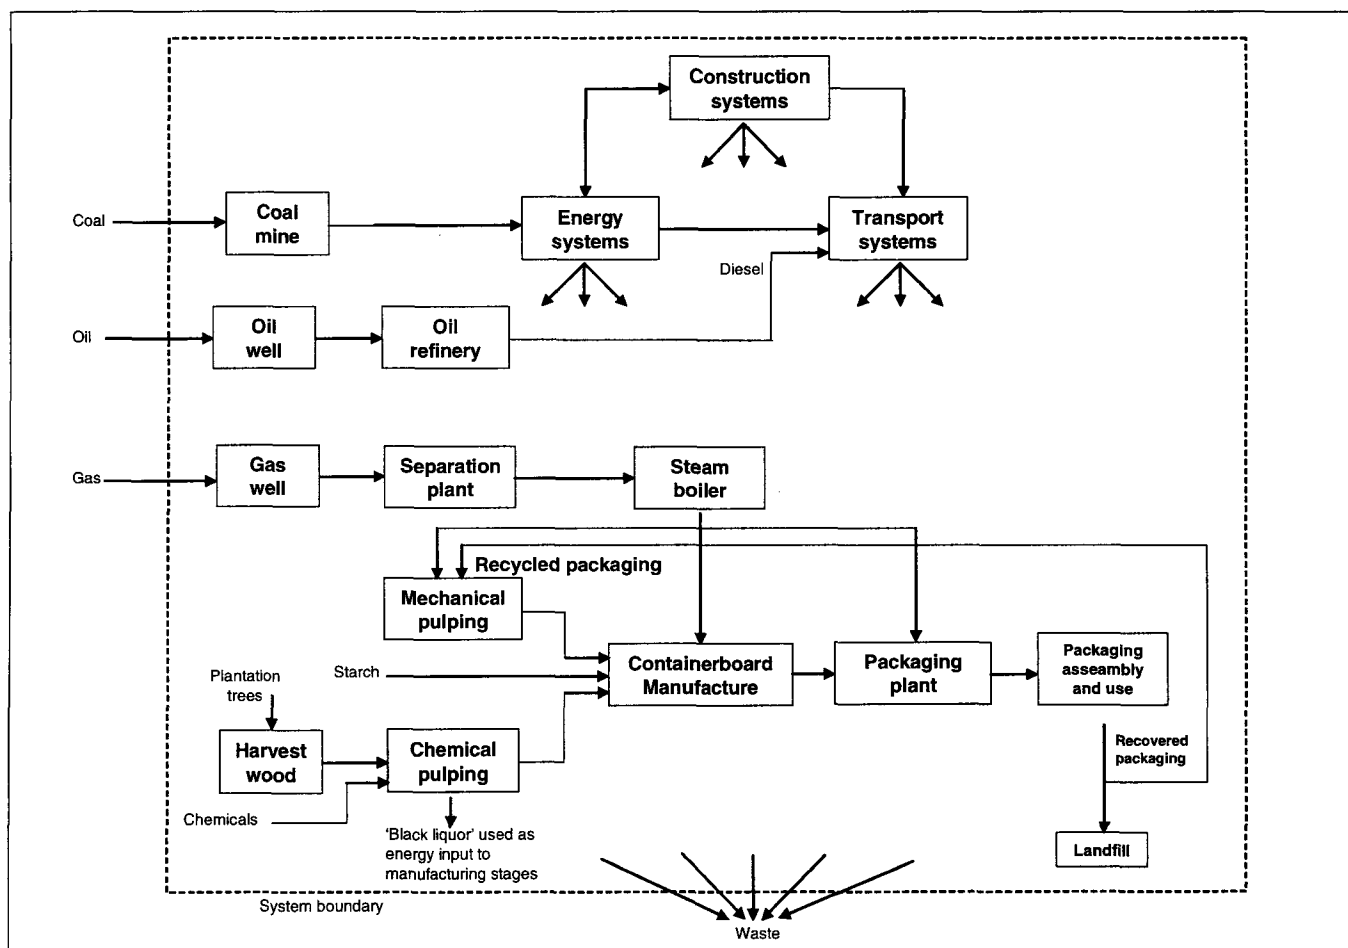 Construction
systems
Coal
Coal
mine
Energy
systems
Transport
systems
Diesel
Oil
Oil
well
Oil
refinery
Gas
Gas
well
Separation
plant
Steam
boiler
Recycled packaging
Mechanical
pulping
Starch
Containerboard
Manufacture
Packaging
plant
Packaging
asseambly
and use
Plantation
trees
Harvest
wood
Chemical
pulping
Recovered
packaging
Chemicals
'Black liquor' used as
energy input to
manufacturing stages
Landfill
System boundary
Waste